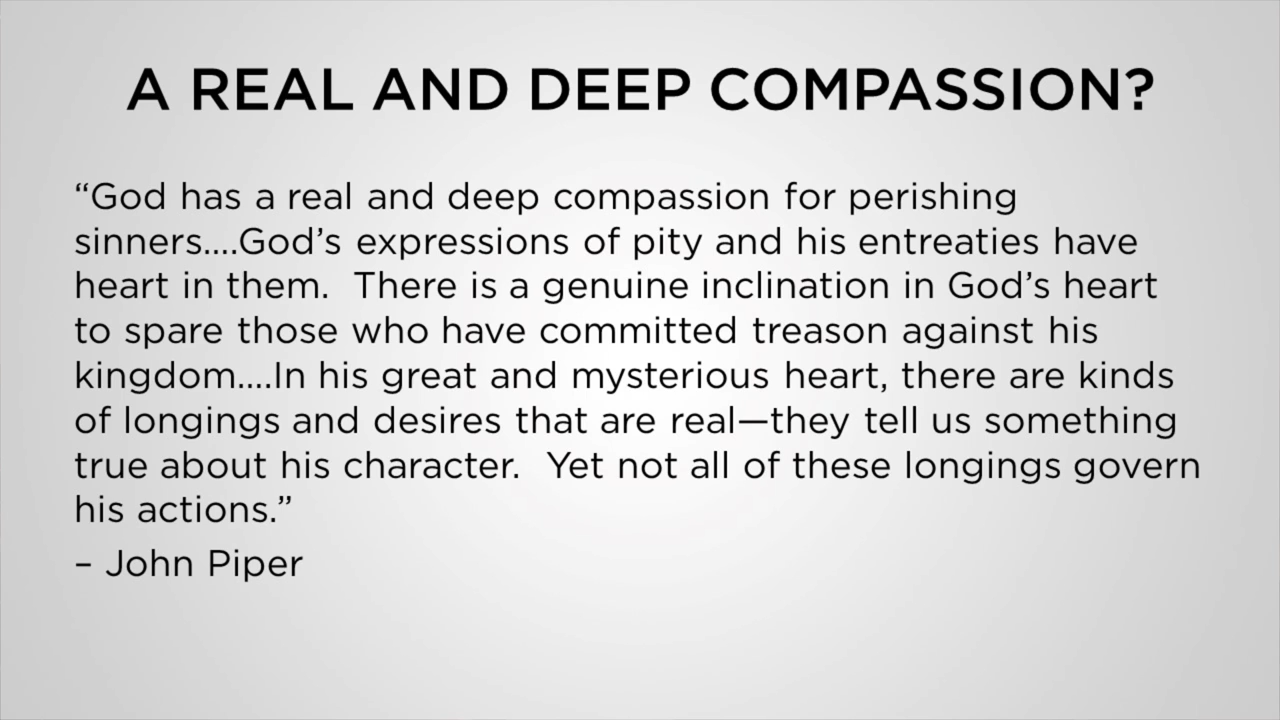 A REAL AND DEEP COMPASSION?
“God has a real and deep compassion for perishing
sinners....God’s expressions of pity and his entreaties have
heart in them.  There is a genuine inclination in God’s heart
to spare those who have committed treason against his
kingdom....In his great and mysterious heart, there are kinds
of longings and desires that are real—they tell us something
true about his character.  Yet not all of these longings govern
his actions.”
– John Piper